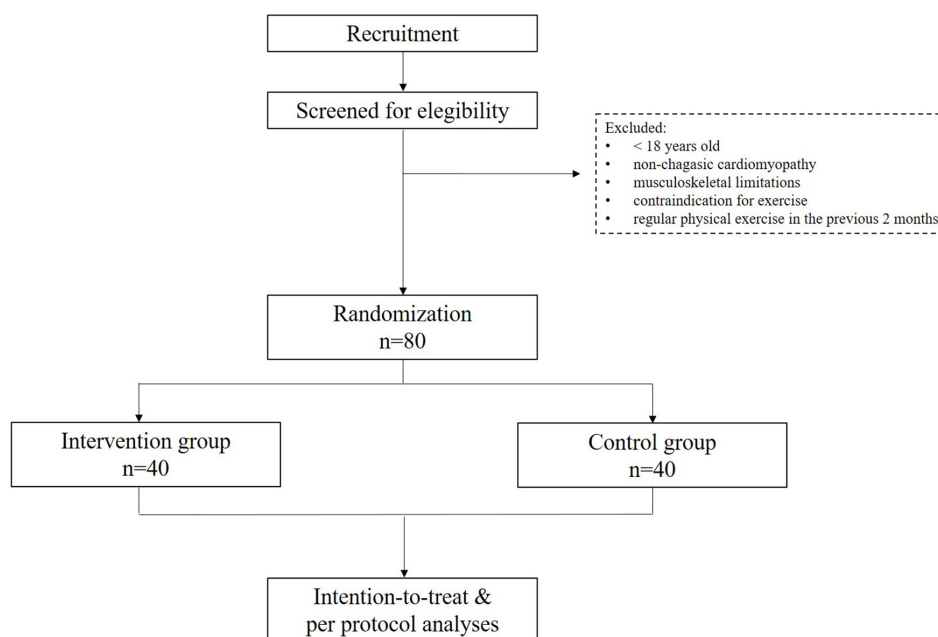 Recruitment
Screened for elegibility
Excluded:
• < 18 years old
• non-chagasic cardiomyopathy
• musculoskeletal limitations
• contraindication for exercise
• regular physical exercise in the previous 2 months
Randomization
n=80
Intervention group
n=40
Control group
n=40
Intention-to-treat &
per protocol analyses